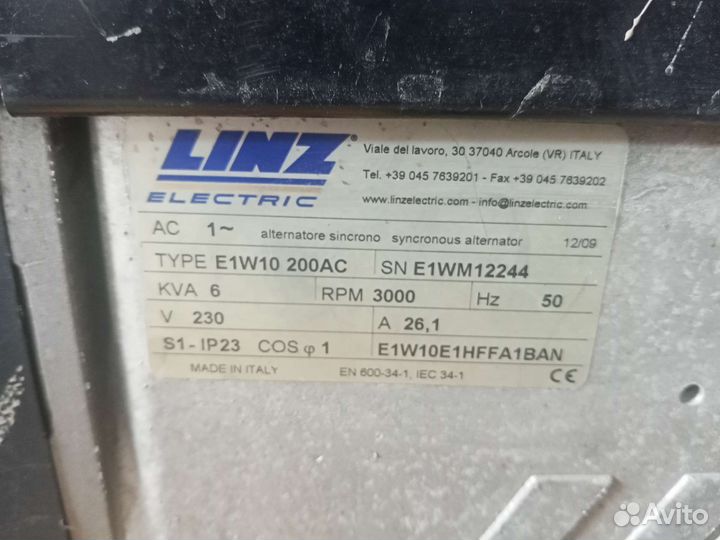 LINZ®
ELECTRIC
Viale del lavoro, 30 37040 Arcole (VR) ITALY
Tel. +39 045 7639201 - Fax +39 045 7639202
www.linzelectric.com - info@linzelectric.com
AC 1~ alternatore sincrono syncronous alternator 12/09
TYPE E1W10 200AC SN E1WM12244
KVA 6 RPM 3000 Hz 50
V 230 A 26,1
S1 - IP23 COS φ 1 E1W10E1HFFA1BAN
MADE IN ITALY EN 600-34-1, IEC 34-1 CE
Avito